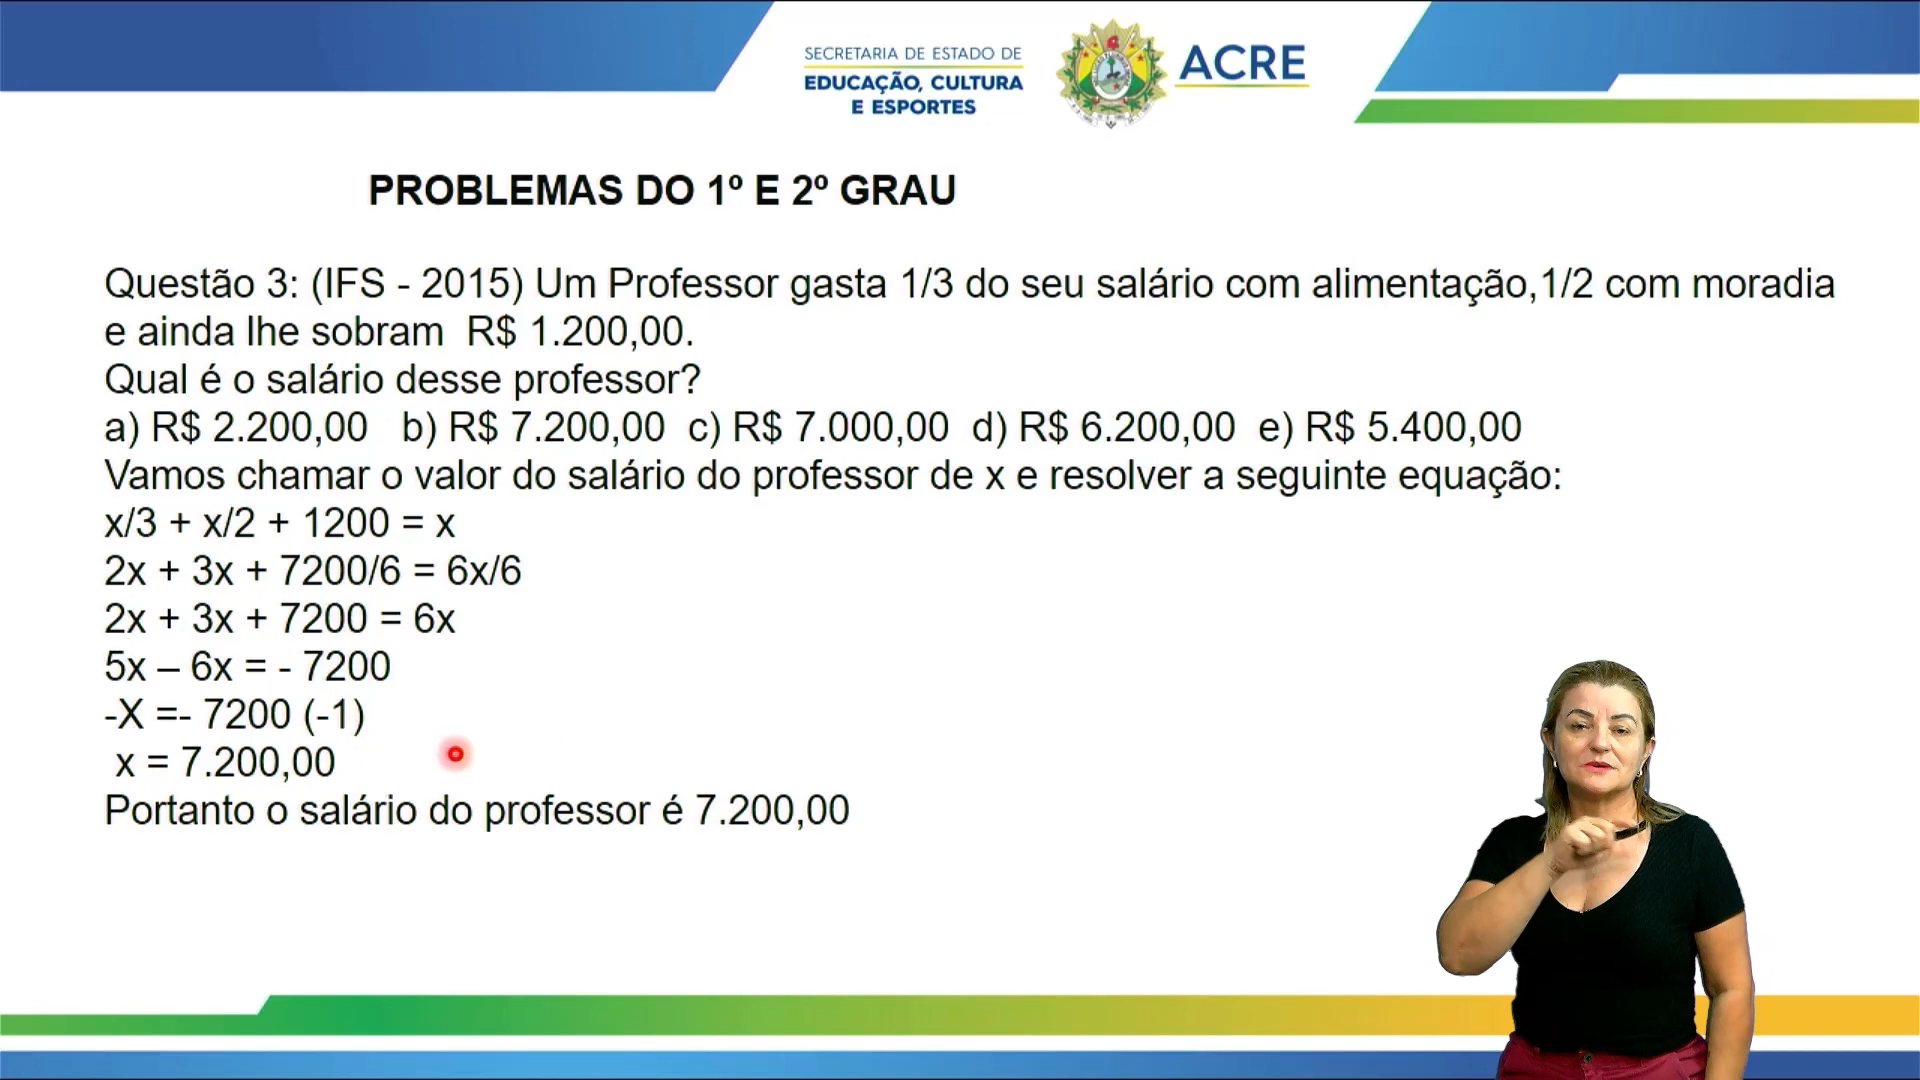 SECRETARIA DE ESTADO DE
EDUCAÇÃO, CULTURA
E ESPORTES
ACRE
PROBLEMAS DO 1º E 2º GRAU
Questão 3: (IFS - 2015) Um Professor gasta 1/3 do seu salário com alimentação,1/2 com moradia
e ainda lhe sobram R$ 1.200,00.
Qual é o salário desse professor?
a) R$ 2.200,00 b) R$ 7.200,00 c) R$ 7.000,00 d) R$ 6.200,00 e) R$ 5.400,00
Vamos chamar o valor do salário do professor de x e resolver a seguinte equação:
x/3 + x/2 + 1200 = x
2x + 3x + 7200/6 = 6x/6
2x + 3x + 7200 = 6x
5x – 6x = - 7200
-X =- 7200 (-1)
x = 7.200,00
Portanto o salário do professor é 7.200,00